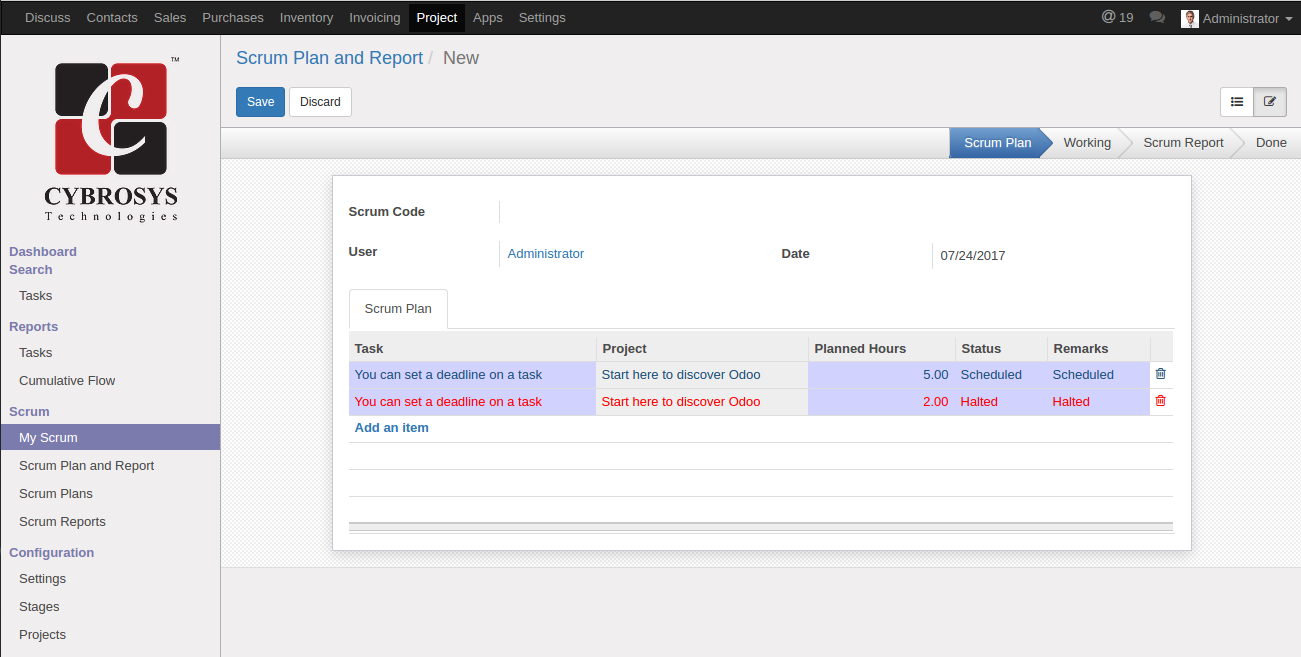 Discuss Contacts Sales Purchases Inventory Invoicing Project Apps Settings @ 19 Administrator
TM
C
CYBROSYS
Technologies
Dashboard
Search
Tasks
Reports
Tasks
Cumulative Flow
Scrum
My Scrum
Scrum Plan and Report
Scrum Plans
Scrum Reports
Configuration
Settings
Stages
Projects
Scrum Plan and Report / New
Save Discard
Scrum Plan Working Scrum Report Done
Scrum Code
User Administrator Date 07/24/2017
Scrum Plan
Task Project Planned Hours Status Remarks
You can set a deadline on a task Start here to discover Odoo 5.00 Scheduled Scheduled
You can set a deadline on a task Start here to discover Odoo 2.00 Halted Halted
Add an item